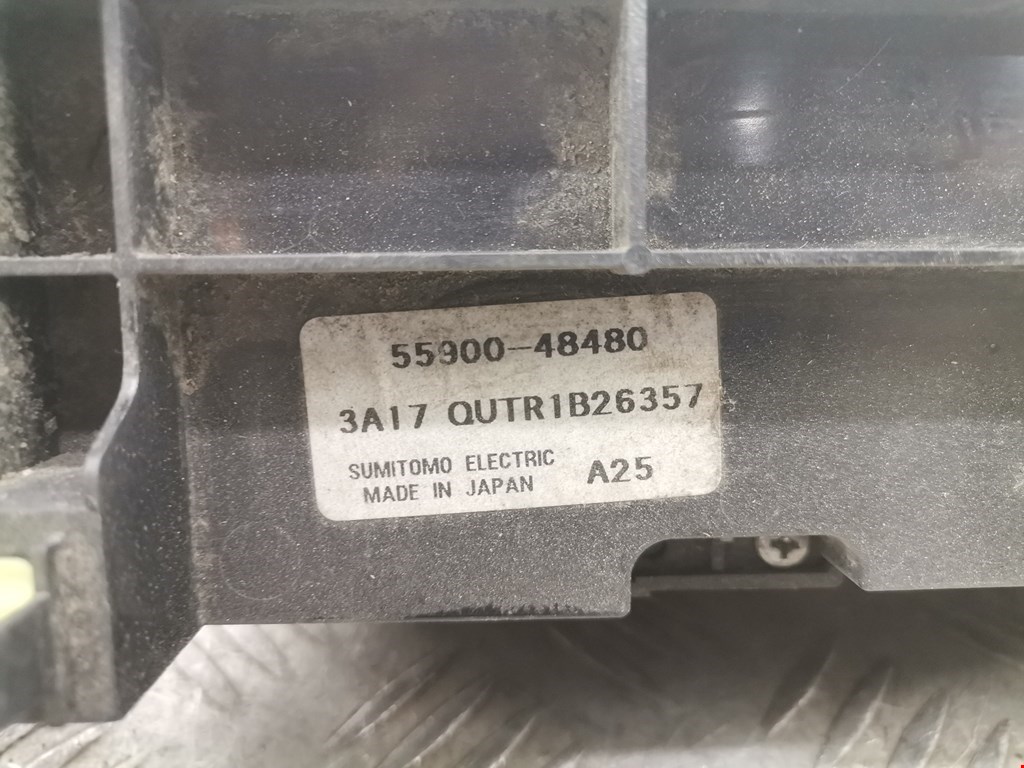 55900-48480
3A17 QUTR1B26357
SUMITOMO ELECTRIC A25
MADE IN JAPAN